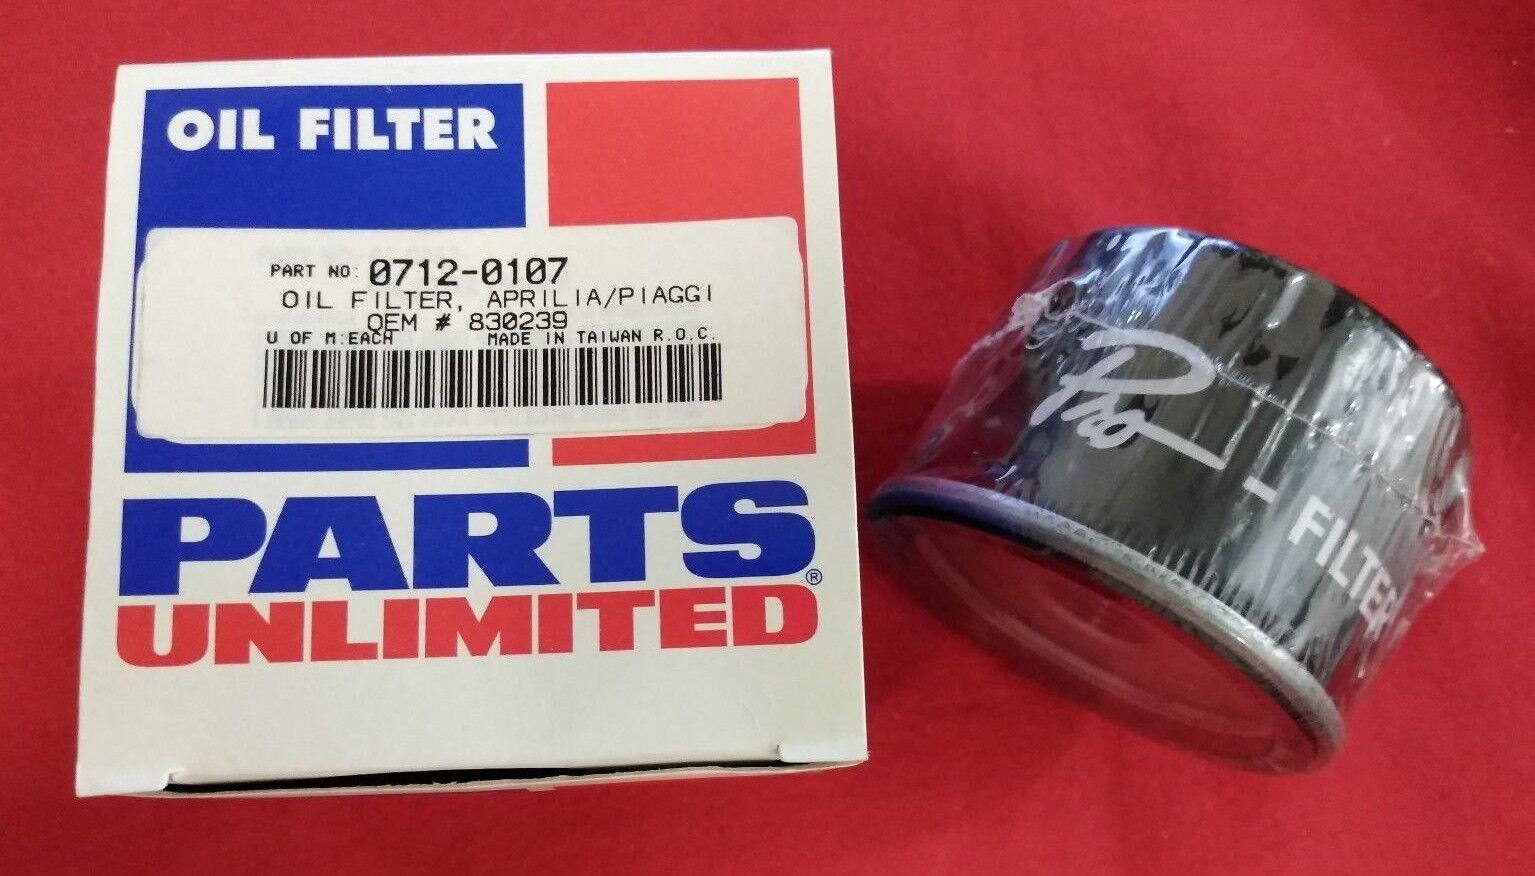 OIL FILTER
PART NO: 0712-0107
OIL FILTER, APRILIA/PIAGGI
OEM # 830239
U OF M:EACH MADE IN TAIWAN R.O.C.
PARTS
UNLIMITED®
Pro
- FILTER